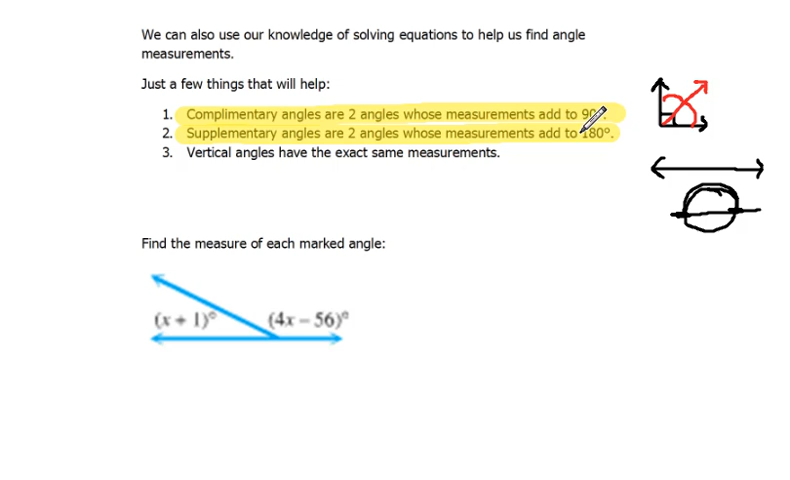 We can also use our knowledge of solving equations to help us find angle
measurements.
Just a few things that will help:
1. Complimentary angles are 2 angles whose measurements add to 90°.
2. Supplementary angles are 2 angles whose measurements add to 180°.
3. Vertical angles have the exact same measurements.
Find the measure of each marked angle:
(x + 1)° (4x – 56)°